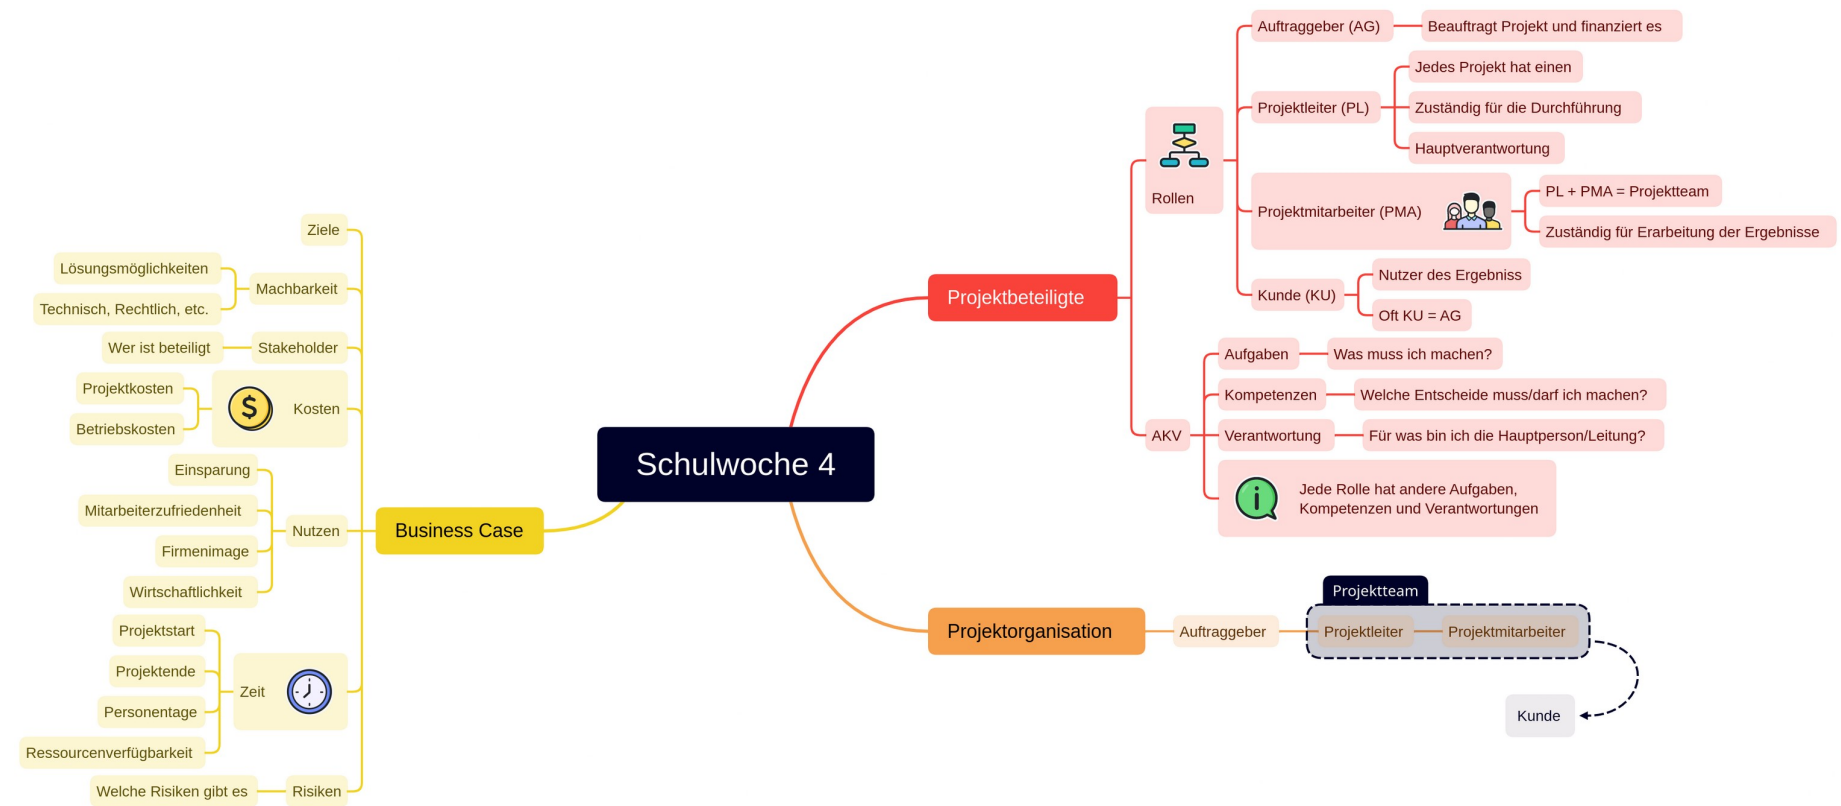 Schulwoche 4
Projektbeteiligte
Rollen
Auftraggeber (AG)
Beauftragt Projekt und finanziert es
Projektleiter (PL)
Jedes Projekt hat einen
Zuständig für die Durchführung
Hauptverantwortung
Projektmitarbeiter (PMA)
PL + PMA = Projektteam
Zuständig für Erarbeitung der Ergebnisse
Kunde (KU)
Nutzer des Ergebniss
Oft KU = AG
AKV
Aufgaben
Was muss ich machen?
Kompetenzen
Welche Entscheide muss/darf ich machen?
Verantwortung
Für was bin ich die Hauptperson/Leitung?
Jede Rolle hat andere Aufgaben,
Kompetenzen und Verantwortungen
Projektorganisation
Auftraggeber
Projektteam
Projektleiter
Projektmitarbeiter
Kunde
Business Case
Ziele
Machbarkeit
Lösungsmöglichkeiten
Technisch, Rechtlich, etc.
Stakeholder
Wer ist beteiligt
Kosten
$
Projektkosten
Betriebskosten
Nutzen
Einsparung
Mitarbeiterzufriedenheit
Firmenimage
Wirtschaftlichkeit
Zeit
Projektstart
Projektende
Personentage
Ressourcenverfügbarkeit
Risiken
Welche Risiken gibt es